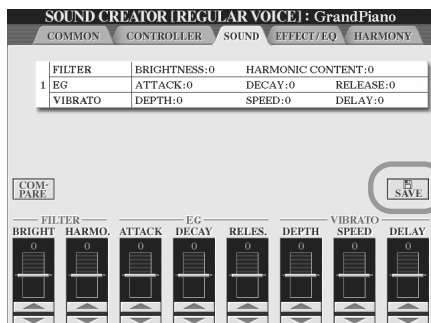 SOUND CREATOR [REGULAR VOICE] : GrandPiano
COMMON CONTROLLER SOUND EFFECT/EQ HARMONY
FILTER BRIGHTNESS:0 HARMONIC CONTENT:0
1 EG ATTACK:0 DECAY:0 RELEASE:0
VIBRATO DEPTH:0 SPEED:0 DELAY:0
COM-
PARE
SAVE
FILTER EG VIBRATO
BRIGHT HARMO. ATTACK DECAY RELES. DEPTH SPEED DELAY
0 0 0 0 0 0 0 0